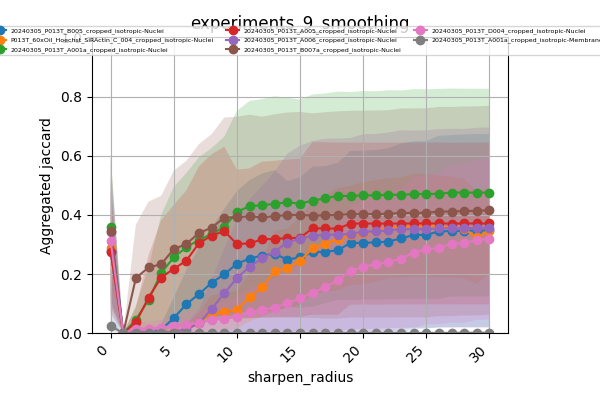 experiments_9_smoothing
20240305_P013T_B005_cropped_isotropic-Nuclei 20240305_P013T_A005_cropped_isotropic-Nuclei 20240305_P013T_D004_cropped_isotropic-Nuclei
P013T_60xOil_Hoechst_SiRActin_C_004_cropped_isotropic-Nuclei 20240305_P013T_A006_cropped_isotropic-Nuclei 20240305_P013T_A001a_cropped_isotropic-Membrane
20240305_P013T_A001a_cropped_isotropic-Nuclei 20240305_P013T_B007a_cropped_isotropic-Nuclei
0.8
0.6
0.4
0.2
0.0
Aggregated jaccard
0 5 10 15 20 25 30
sharpen_radius